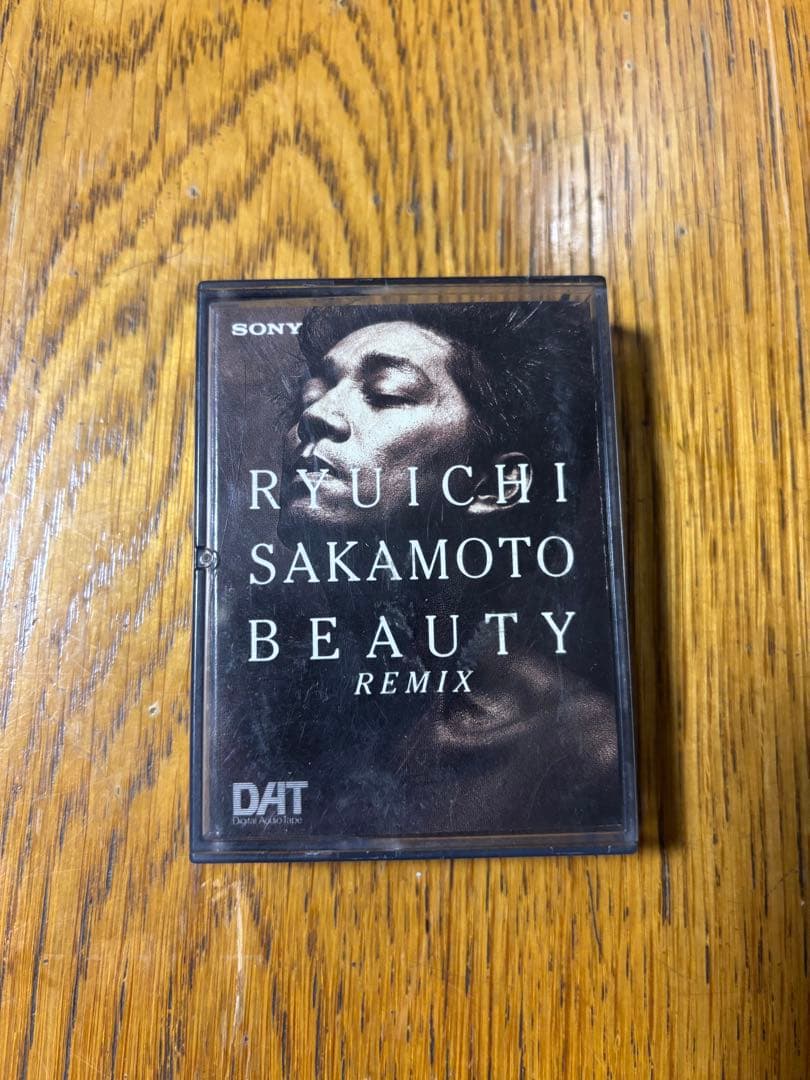 SONY
RYUICHI
SAKAMOTO
BEAUTY
REMIX
DAT
Digital Audio Tape